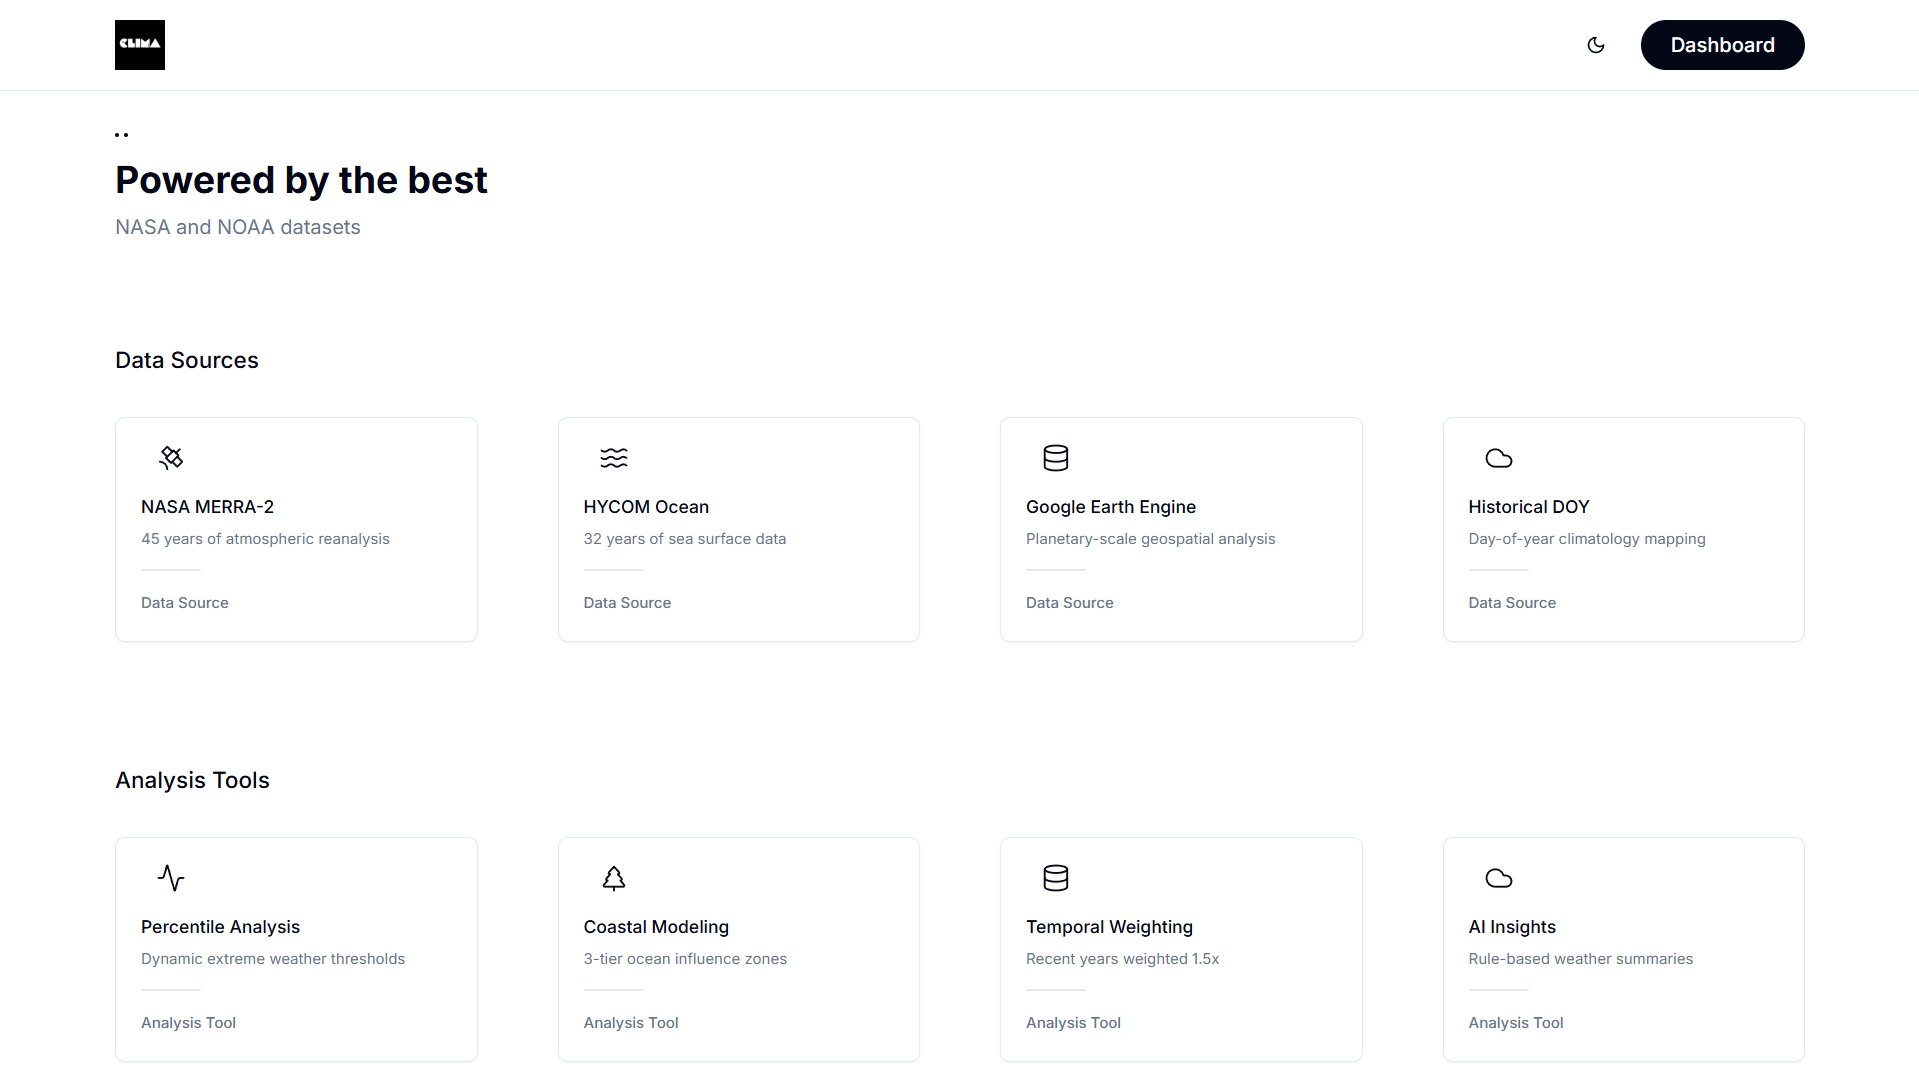 CLIMA
Dashboard
..
Powered by the best
NASA and NOAA datasets
Data Sources
NASA MERRA-2
45 years of atmospheric reanalysis
Data Source
HYCOM Ocean
32 years of sea surface data
Data Source
Google Earth Engine
Planetary-scale geospatial analysis
Data Source
Historical DOY
Day-of-year climatology mapping
Data Source
Analysis Tools
Percentile Analysis
Dynamic extreme weather thresholds
Analysis Tool
Coastal Modeling
3-tier ocean influence zones
Analysis Tool
Temporal Weighting
Recent years weighted 1.5x
Analysis Tool
AI Insights
Rule-based weather summaries
Analysis Tool